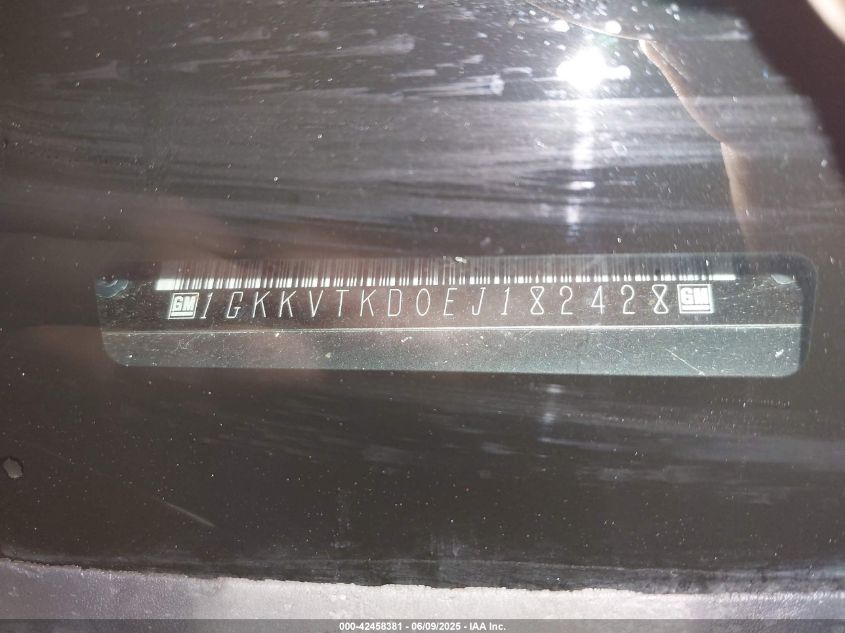 GM 1GKKVTKD0EJ182428 GM
000-42458381 - 06/09/2025 - IAA Inc.